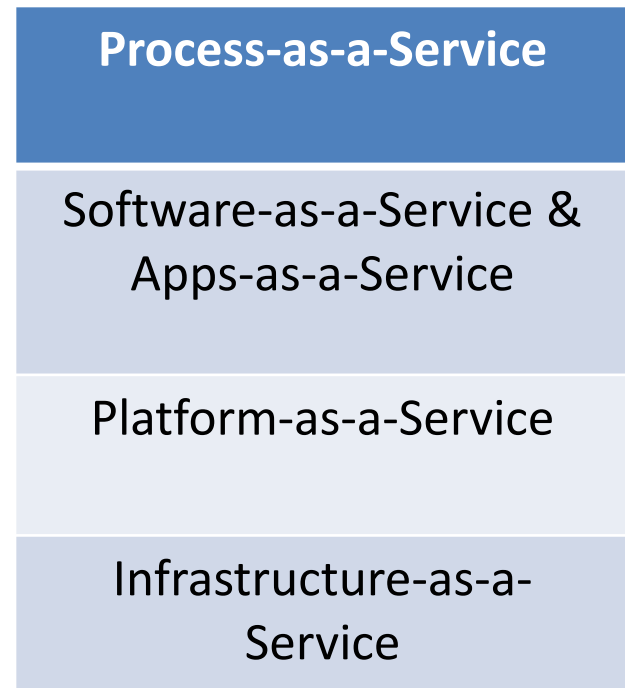 Process-as-a-Service
Software-as-a-Service &
Apps-as-a-Service
Platform-as-a-Service
Infrastructure-as-a-
Service